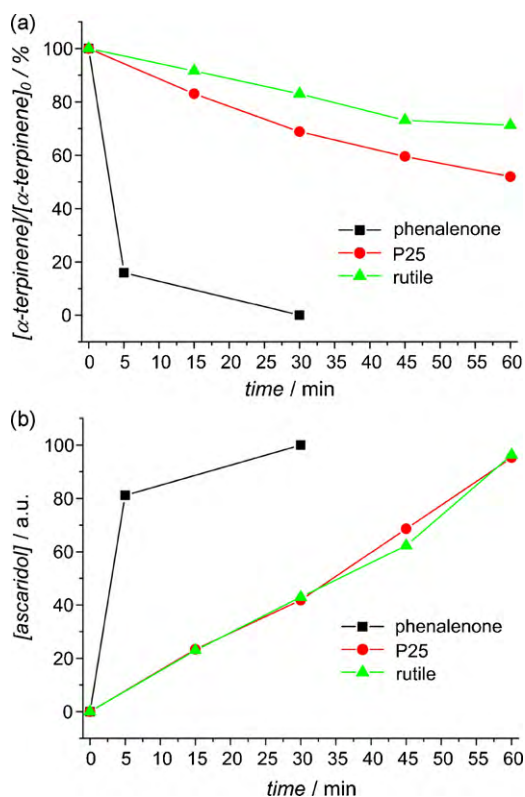 (a)
[α-terpinene]/[α-terpinene]₀ / %
100
80
60
40
20
0
phenalenone
P25
rutile
0 5 10 15 20 25 30 35 40 45 50 55 60
time / min
(b)
[ascaridol] / a.u.
100
80
60
40
20
0
phenalenone
P25
rutile
0 5 10 15 20 25 30 35 40 45 50 55 60
time / min